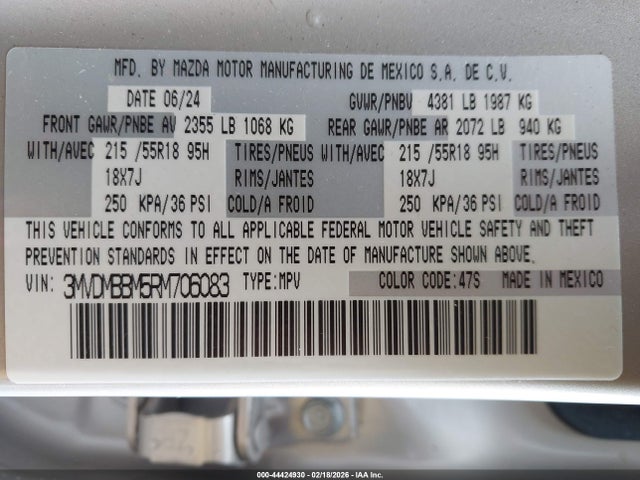 MFD. BY MAZDA MOTOR MANUFACTURING DE MEXICO S.A. DE C.V.
DATE 06/24 GVWR/PNBV 4381 LB 1987 KG
FRONT GAWR/PNBE AV 2355 LB 1068 KG REAR GAWR/PNBE AR 2072 LB 940 KG
WITH/AVEC 215 /55R18 95H TIRES/PNEUS WITH/AVEC 215 /55R18 95H TIRES/PNEUS
18X7J RIMS/JANTES 18X7J RIMS/JANTES
250 KPA/36 PSI COLD/A FROID 250 KPA/36 PSI COLD/A FROID
THIS VEHICLE CONFORMS TO ALL APPLICABLE FEDERAL MOTOR VEHICLE SAFETY AND THEFT
PREVENTION STANDARDS IN EFFECT ON THE DATE OF MANUFACTURE SHOWN ABOVE.
VIN: 3MVDMBBM5RM706083 TYPE:MPV COLOR CODE:47S MADE IN MEXICO
000-44424930 - 02/18/2026 - IAA Inc.